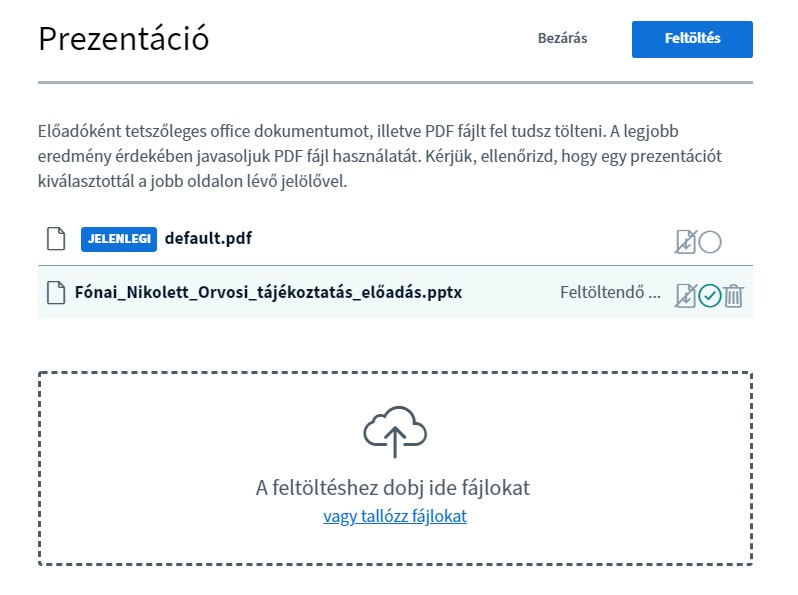 Prezentáció
Bezárás
Feltöltés
Előadóként tetszőleges office dokumentumot, illetve PDF fájlt fel tudsz tölteni. A legjobb
eredmény érdekében javasoljuk PDF fájl használatát. Kérjük, ellenőrizd, hogy egy prezentációt
kiválasztottál a jobb oldalon lévő jelölővel.
JELENLEGI default.pdf
Fónai_Nikolett_Orvosi_tájékoztatás_előadás.pptx Feltöltendő ...
A feltöltéshez dobj ide fájlokat
vagy tallózz fájlokat